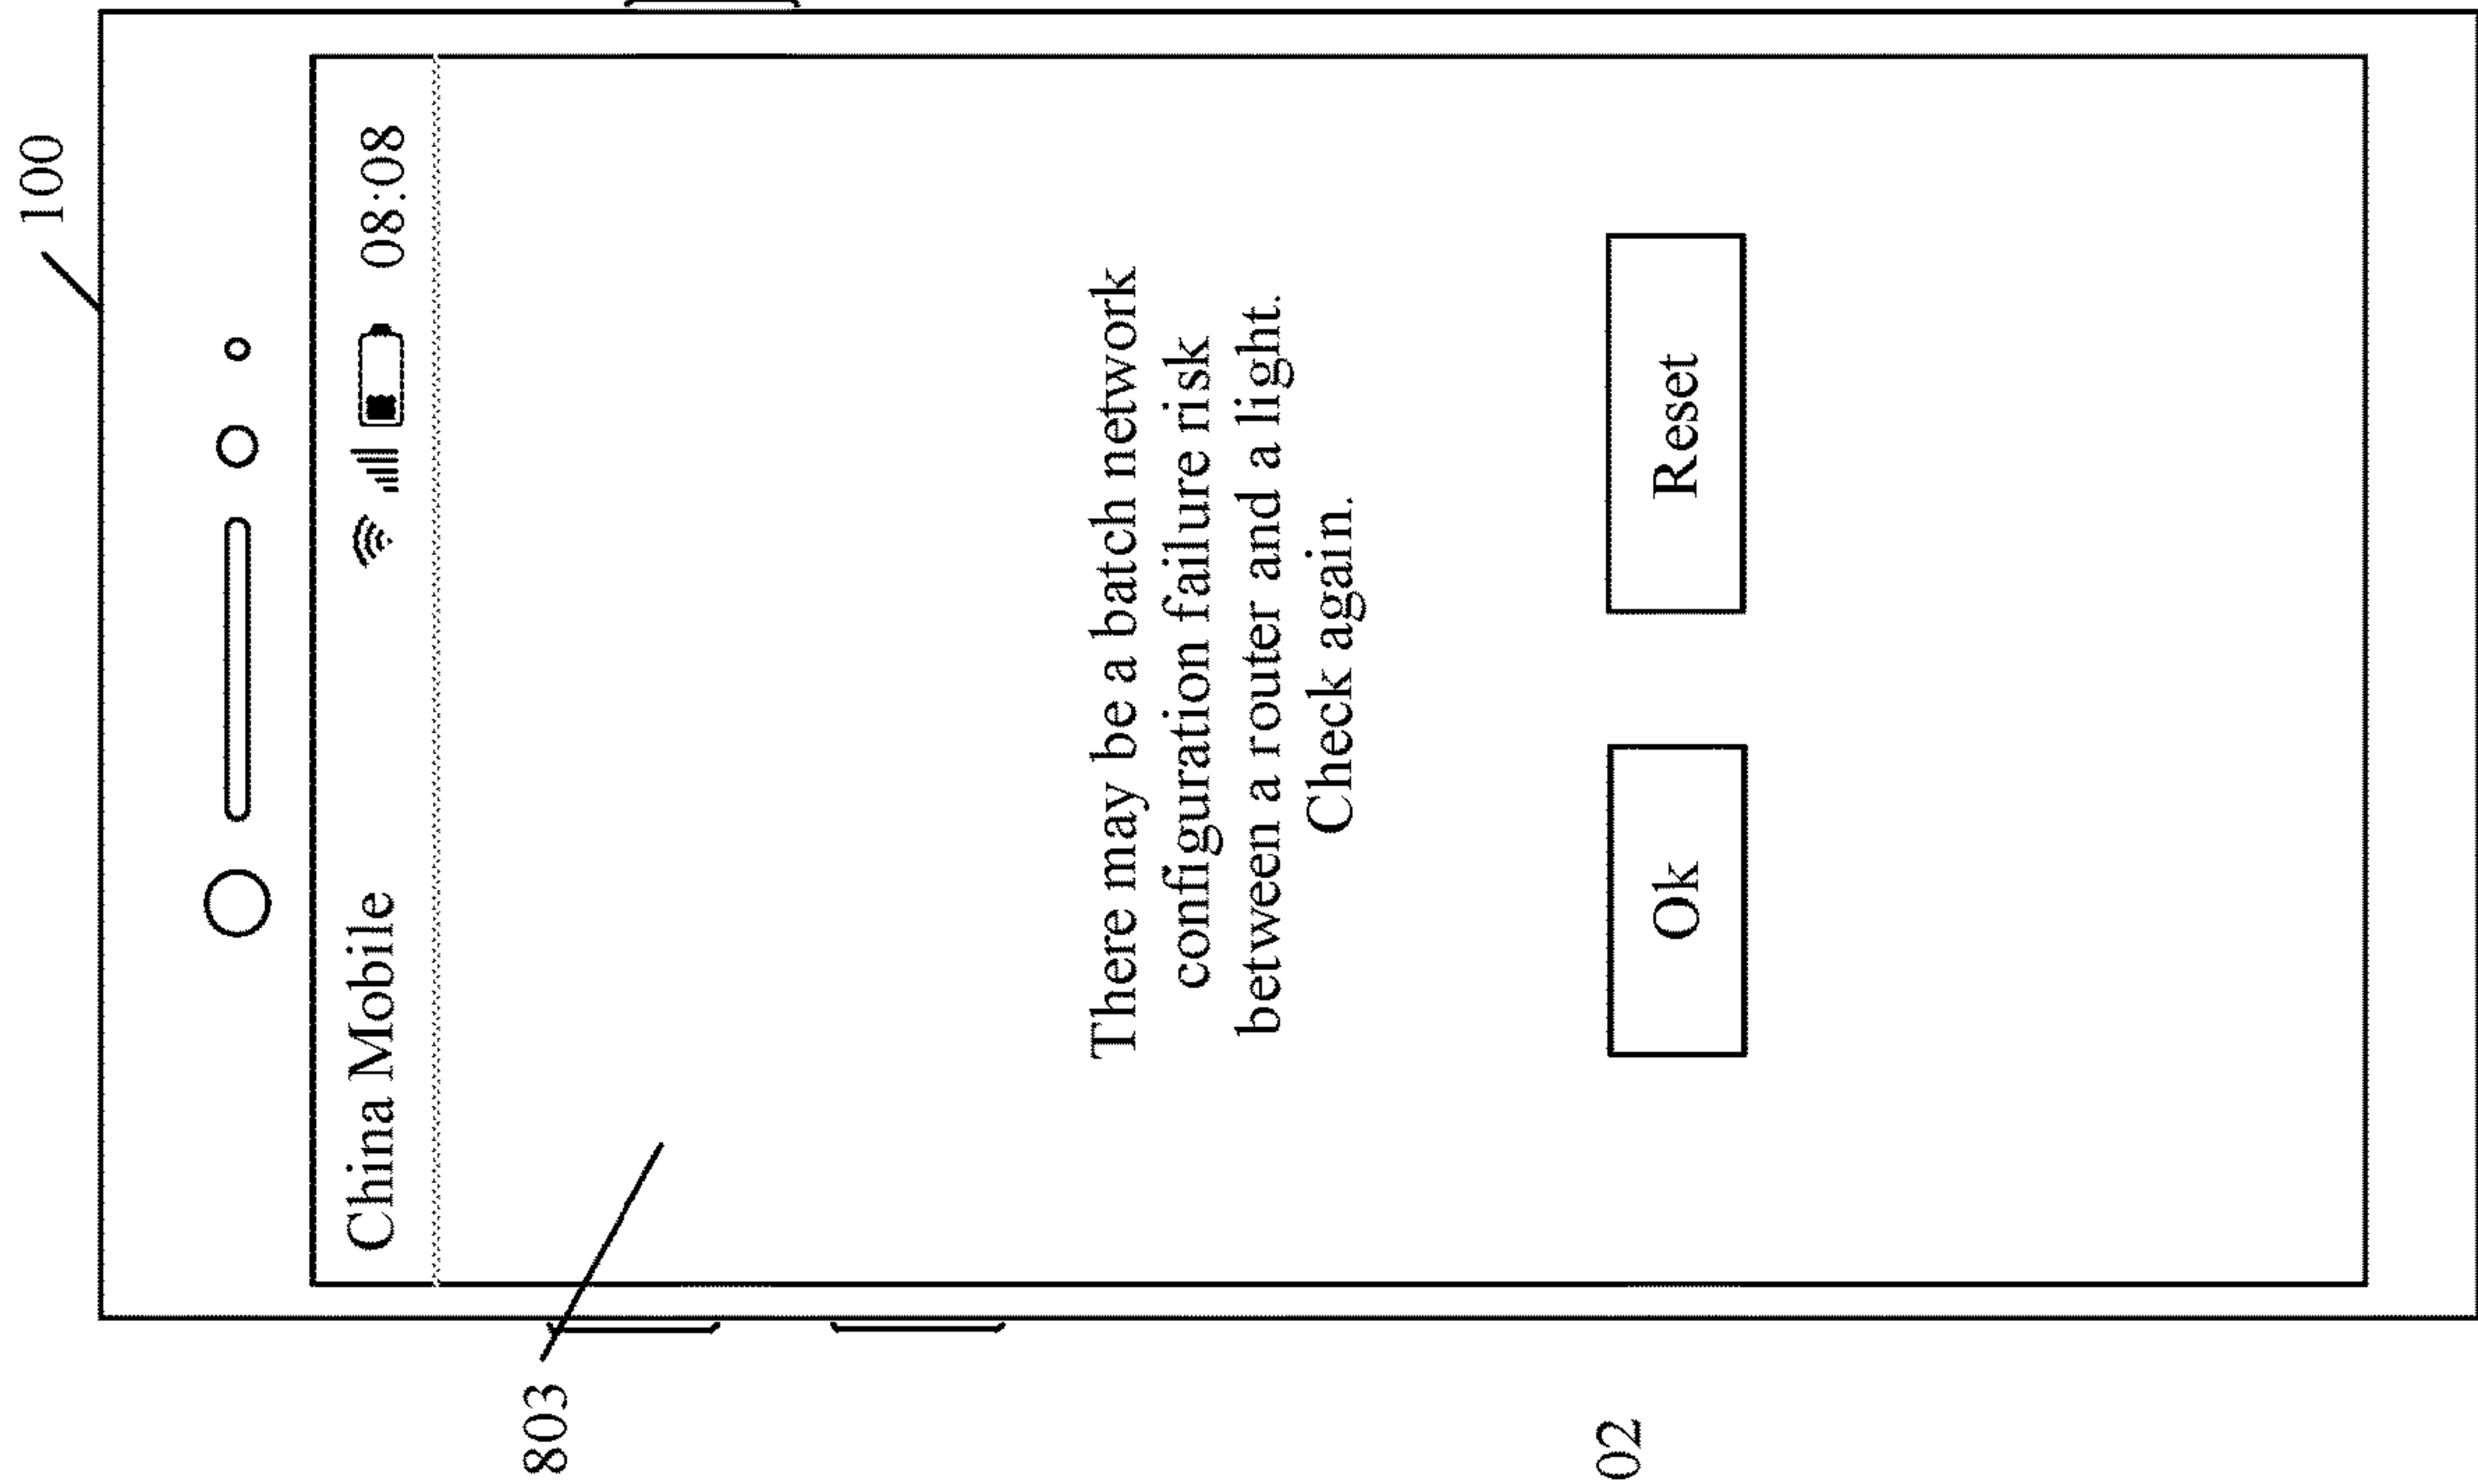 100
China Mobile 08:08
803
There may be a batch network
configuration failure risk
between a router and a light.
Check again.
Ok Reset
02